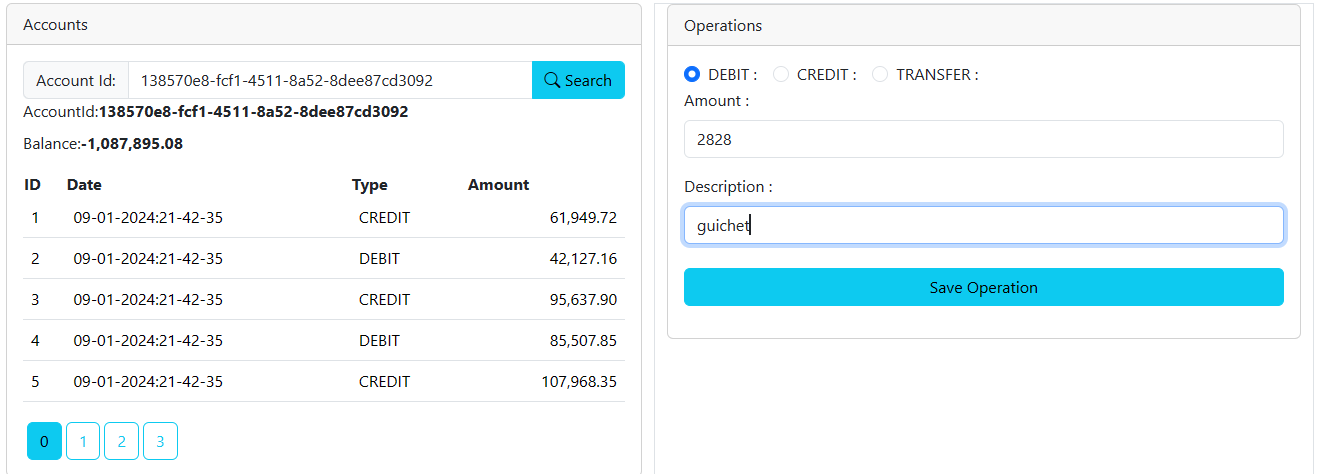 Accounts
Account Id: 138570e8-fcf1-4511-8a52-8dee87cd3092 Search
AccountId:138570e8-fcf1-4511-8a52-8dee87cd3092
Balance:-1,087,895.08
ID Date Type Amount
1 09-01-2024:21-42-35 CREDIT 61,949.72
2 09-01-2024:21-42-35 DEBIT 42,127.16
3 09-01-2024:21-42-35 CREDIT 95,637.90
4 09-01-2024:21-42-35 DEBIT 85,507.85
5 09-01-2024:21-42-35 CREDIT 107,968.35
0 1 2 3
Operations
DEBIT : CREDIT : TRANSFER :
Amount :
2828
Description :
guichet
Save Operation